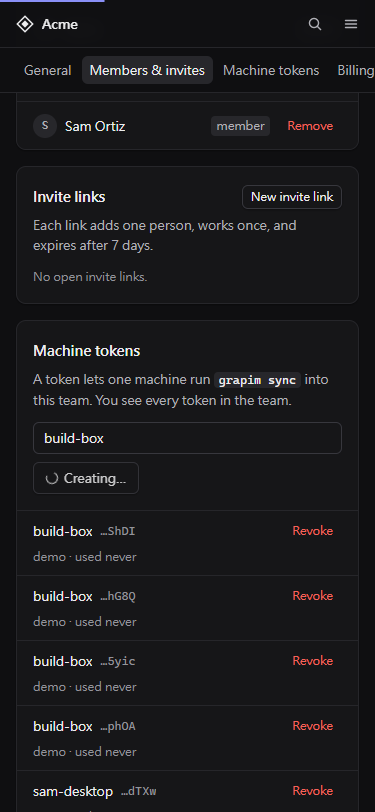 Acme
General Members & invites Machine tokens Billing
S Sam Ortiz member Remove
Invite links New invite link
Each link adds one person, works once, and
expires after 7 days.
No open invite links.
Machine tokens
A token lets one machine run grapim sync into
this team. You see every token in the team.
build-box
Creating...
build-box …ShDI Revoke
demo · used never
build-box …hG8Q Revoke
demo · used never
build-box …5yic Revoke
demo · used never
build-box …phOA Revoke
demo · used never
sam-desktop …dTXw Revoke